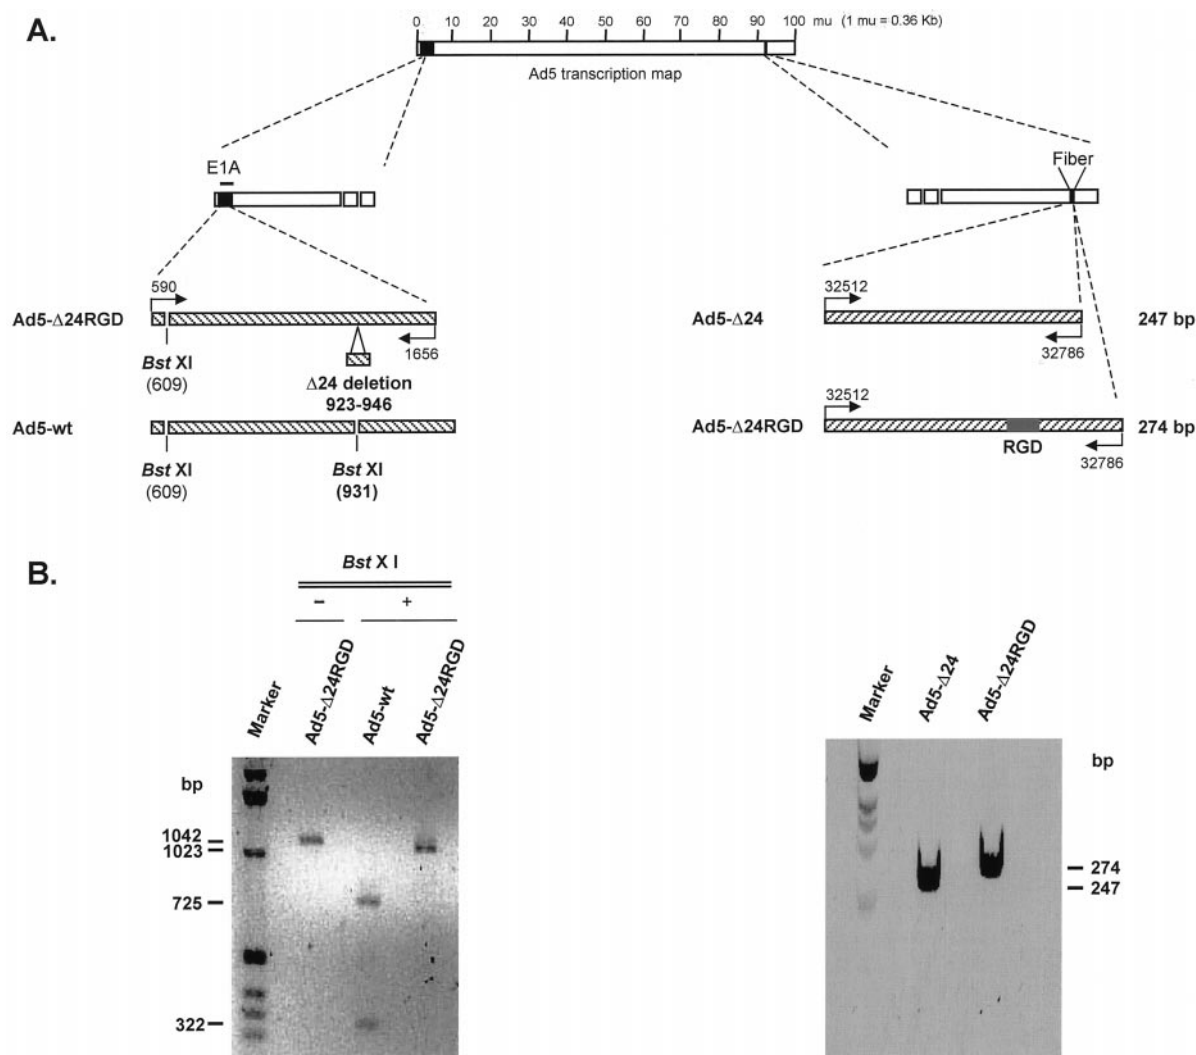 A.
0 10 20 30 40 50 60 70 80 90 100 mu (1 mu = 0.36 Kb)
Ad5 transcription map
E1A
Fiber
590
32512
Ad5-Δ24RGD
Ad5-Δ24
247 bp
1656
32786
Bst XI
(609)
Δ24 deletion
923-946
32512
Ad5-wt
Ad5-Δ24RGD
274 bp
RGD
32786
Bst XI
(609)
Bst XI
(931)
B.
Bst X I
− +
Marker
Ad5-Δ24RGD
Ad5-wt
Ad5-Δ24RGD
Marker
Ad5-Δ24
Ad5-Δ24RGD
bp
1042
1023
725
322
bp
274
247